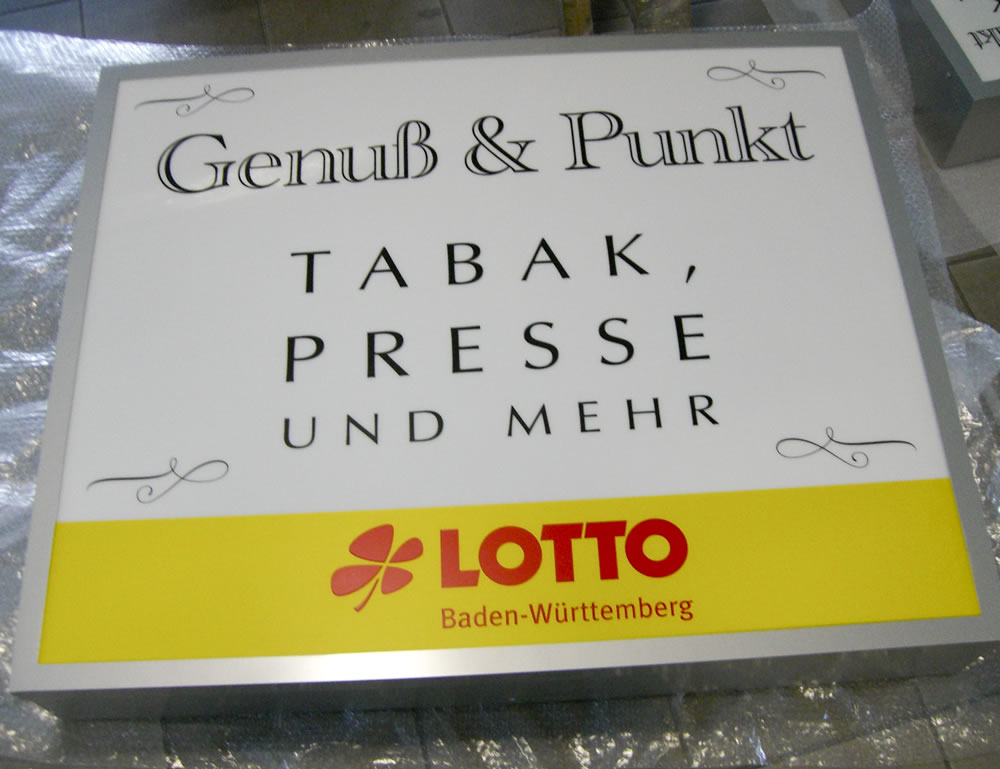 Genuß & Punkt
TABAK,
PRESSE
UND MEHR
LOTTO
Baden-Württemberg